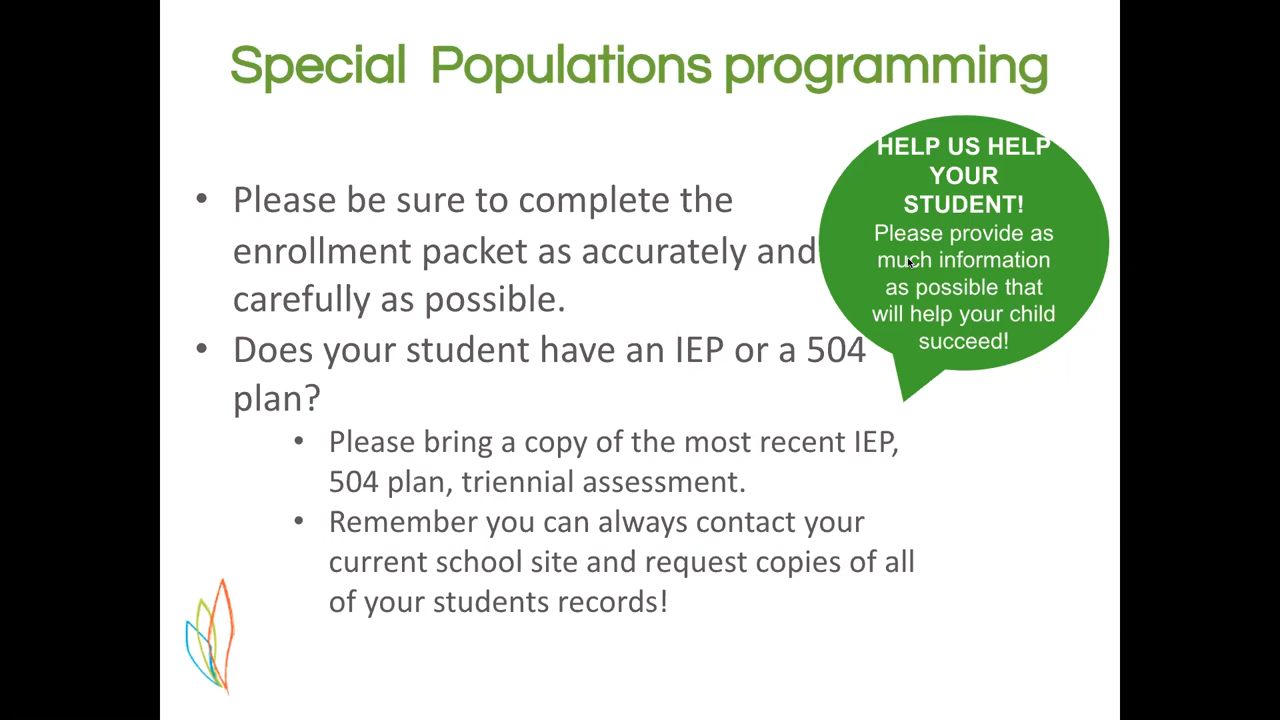 Special Populations programming
HELP US HELP
YOUR
STUDENT!
Please provide as
much information
as possible that
will help your child
succeed!
• Please be sure to complete the
enrollment packet as accurately and
carefully as possible.
• Does your student have an IEP or a 504
plan?
• Please bring a copy of the most recent IEP,
504 plan, triennial assessment.
• Remember you can always contact your
current school site and request copies of all
of your students records!